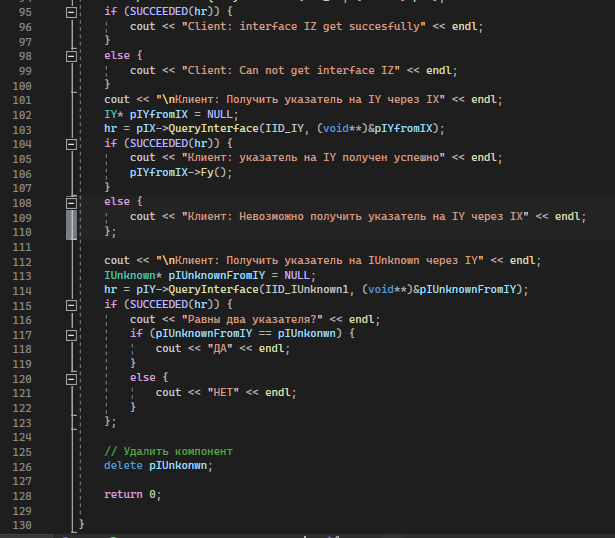 95 if (SUCCEEDED(hr)) {
96 cout << "Client: interface IZ get succesfully" << endl;
97 }
98 else {
99 cout << "Client: Can not get interface IZ" << endl;
100 }
101 cout << "\nКлиент: Получить указатель на IY через IX" << endl;
102 IY* pIYfromIX = NULL;
103 hr = pIX->QueryInterface(IID_IY, (void**)&pIYfromIX);
104 if (SUCCEEDED(hr)) {
105 cout << "Клиент: указатель на IY получен успешно" << endl;
106 pIYfromIX->Fy();
107 }
108 else {
109 cout << "Клиент: Невозможно получить указатель на IY через IX" << endl;
110 };
111
112 cout << "\nКлиент: Получить указатель на IUnknown через IY" << endl;
113 IUnknown* pIUnknownFromIY = NULL;
114 hr = pIY->QueryInterface(IID_IUnknown1, (void**)&pIUnknownFromIY);
115 if (SUCCEEDED(hr)) {
116 cout << "Равны два указателя?" << endl;
117 if (pIUnknownFromIY == pIUnkonwn) {
118 cout << "ДА" << endl;
119 }
120 else {
121 cout << "НЕТ" << endl;
122 }
123 };
124
125 // Удалить компонент
126 delete pIUnkonwn;
127
128 return 0;
129
130 }